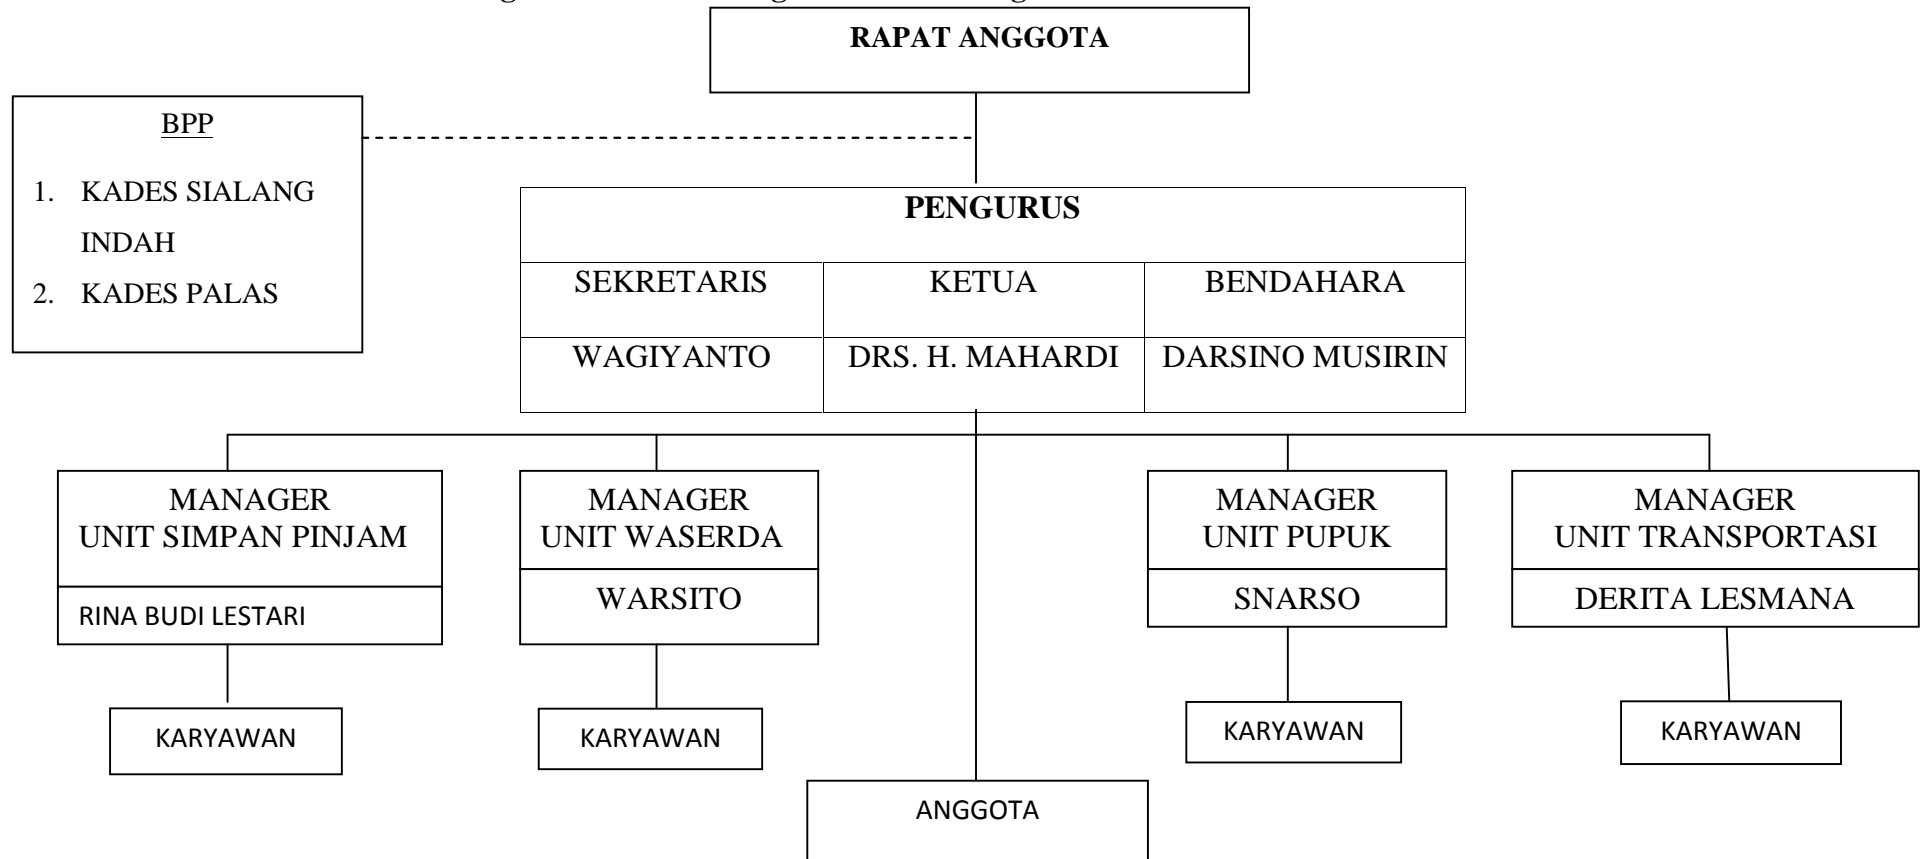 RAPAT ANGGOTA
BPP
1. KADES SIALANG
INDAH
2. KADES PALAS
PENGURUS
SEKRETARIS
KETUA
BENDAHARA
WAGIYANTO
DRS. H. MAHARDI
DARSINO MUSIRIN
MANAGER
UNIT SIMPAN PINJAM
RINA BUDI LESTARI
MANAGER
UNIT WASERDA
WARSITO
MANAGER
UNIT PUPUK
SNARSO
MANAGER
UNIT TRANSPORTASI
DERITA LESMANA
KARYAWAN
KARYAWAN
KARYAWAN
KARYAWAN
ANGGOTA